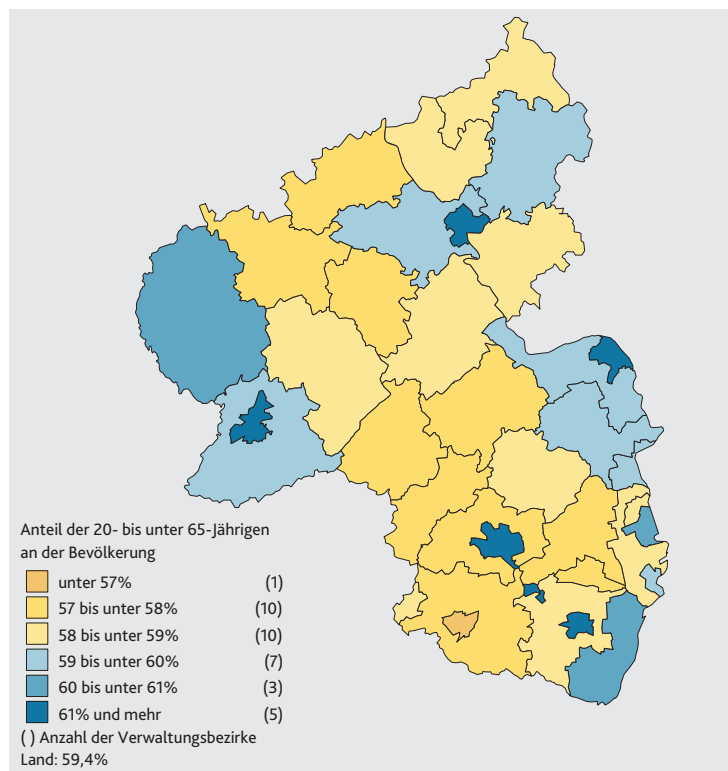 Anteil der 20- bis unter 65-Jährigen
an der Bevölkerung
unter 57% (1)
57 bis unter 58% (10)
58 bis unter 59% (10)
59 bis unter 60% (7)
60 bis unter 61% (3)
61% und mehr (5)
( ) Anzahl der Verwaltungsbezirke
Land: 59,4%